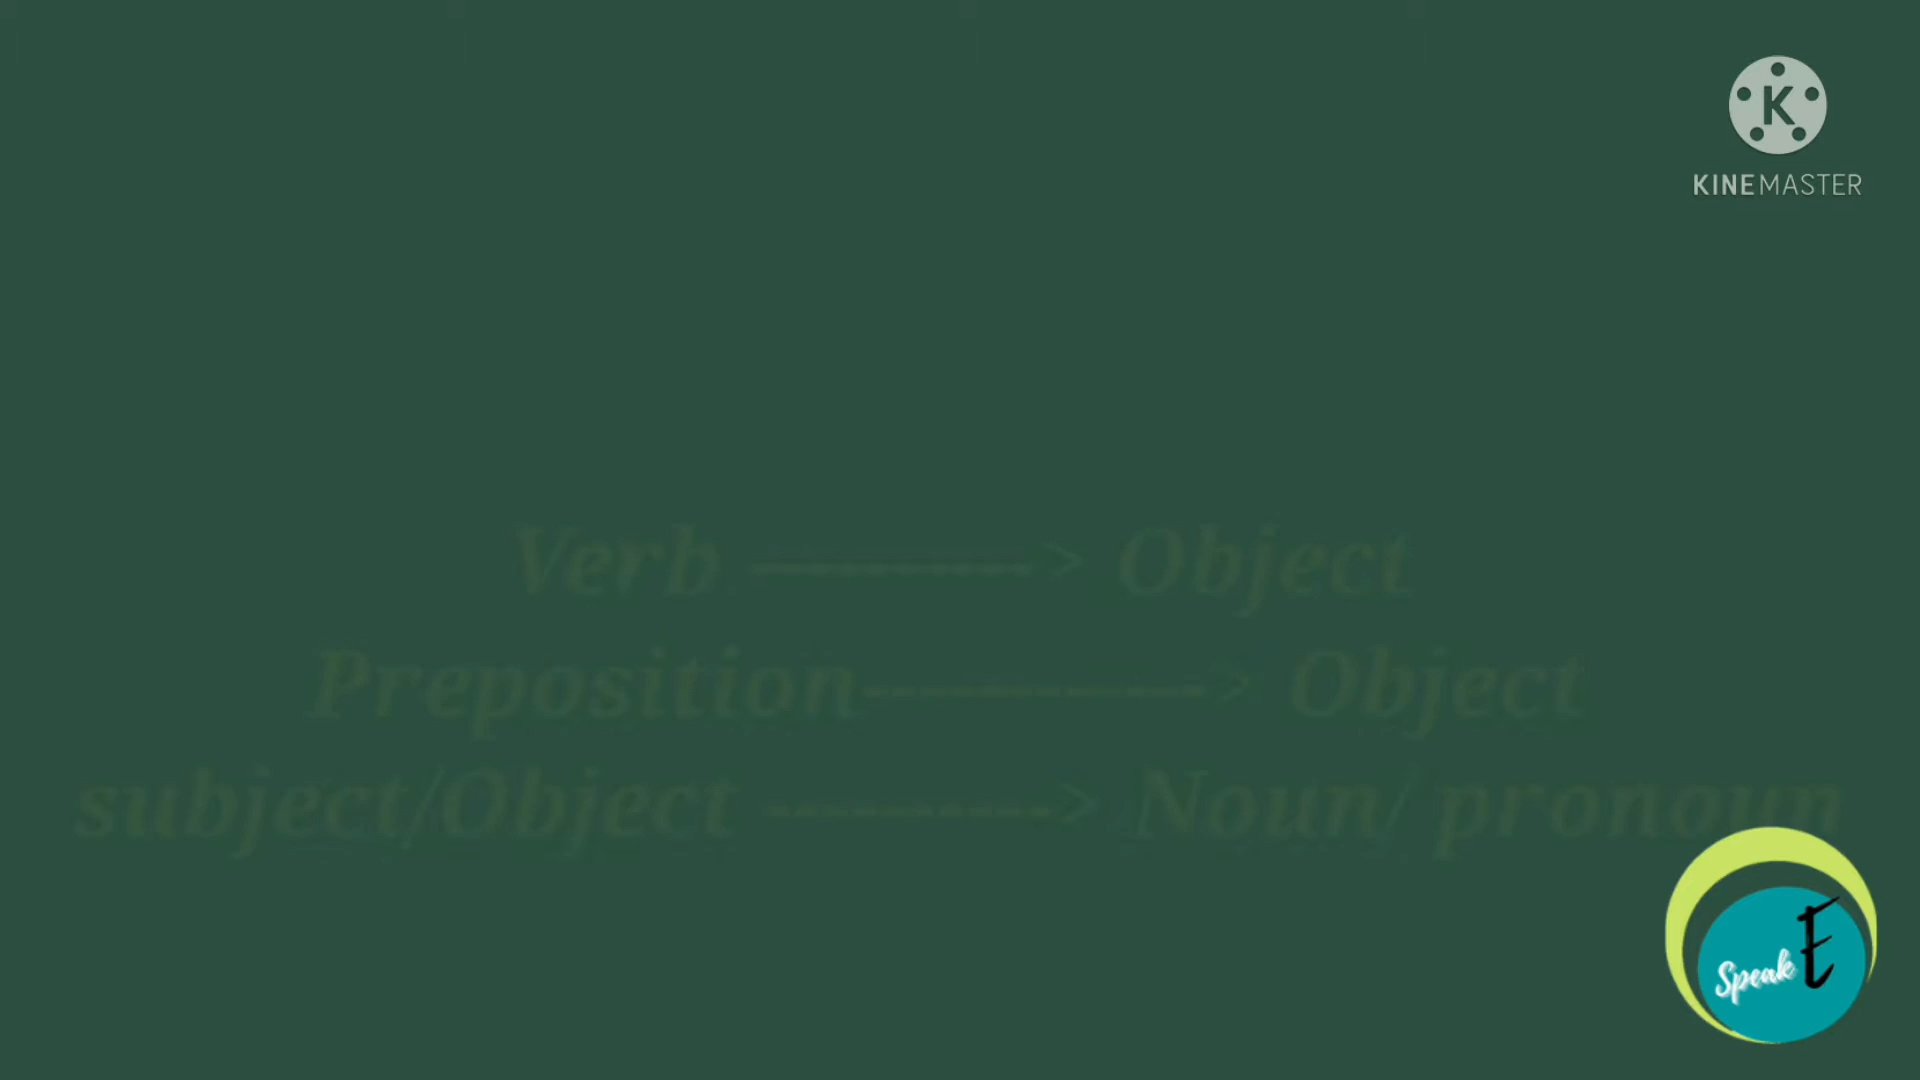 K
KINEMASTER
Verb ----------> Object
Preposition------------> Object
subject/Object ----------> Noun/ pronoun
Speak E